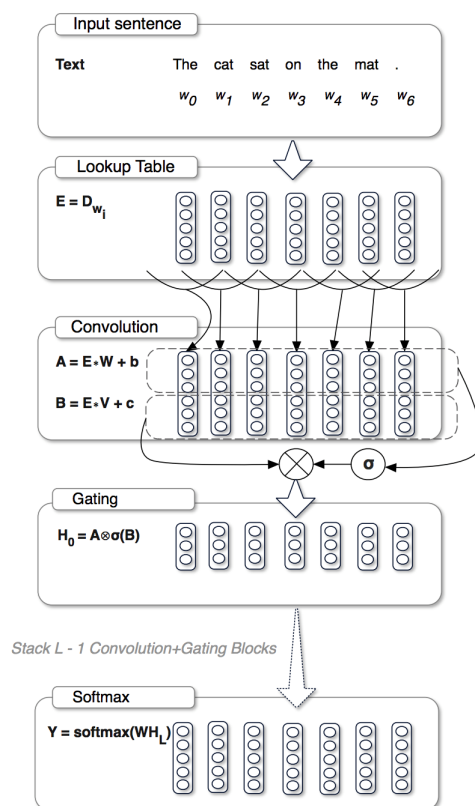 Input sentence
Text The cat sat on the mat .
w0 w1 w2 w3 w4 w5 w6
Lookup Table
E = Dwi
Convolution
A = E*W + b
B = E*V + c
σ
Gating
H0 = A⊗σ(B)
Stack L - 1 Convolution+Gating Blocks
Softmax
Y = softmax(WHL)